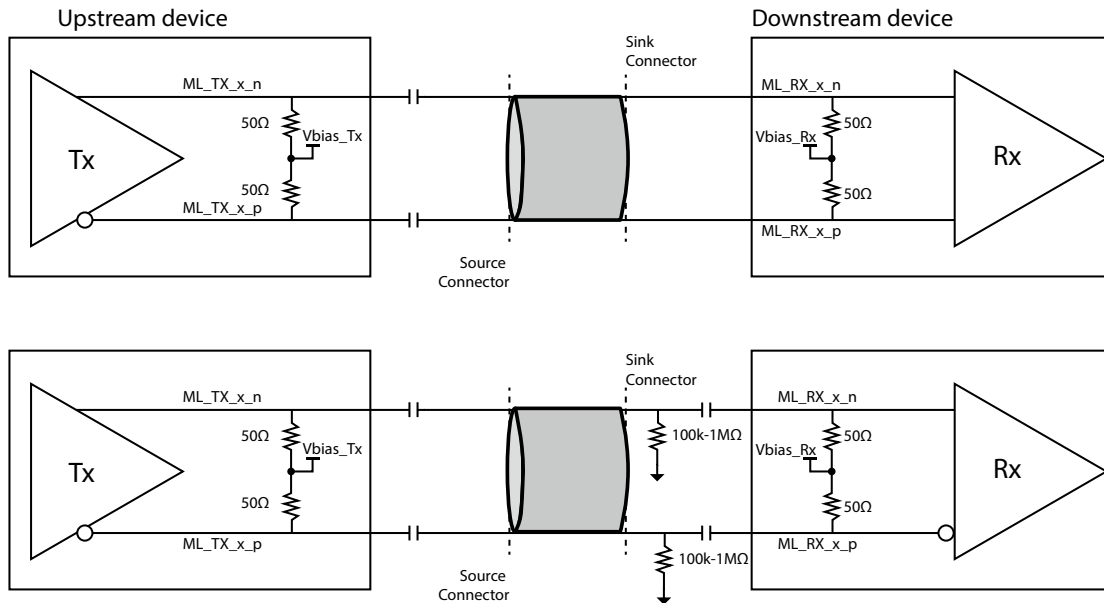 Upstream device
Downstream device
Sink
Connector
ML_TX_x_n
ML_RX_x_n
50Ω
Vbias_Tx
Vbias_Rx
50Ω
Tx
Rx
50Ω
50Ω
ML_TX_x_p
ML_RX_x_p
Source
Connector
Sink
Connector
ML_TX_x_n
ML_RX_x_n
50Ω
100k-1MΩ
50Ω
Vbias_Tx
Vbias_Rx
Tx
Rx
50Ω
50Ω
ML_TX_x_p
100k-1MΩ
ML_RX_x_p
Source
Connector